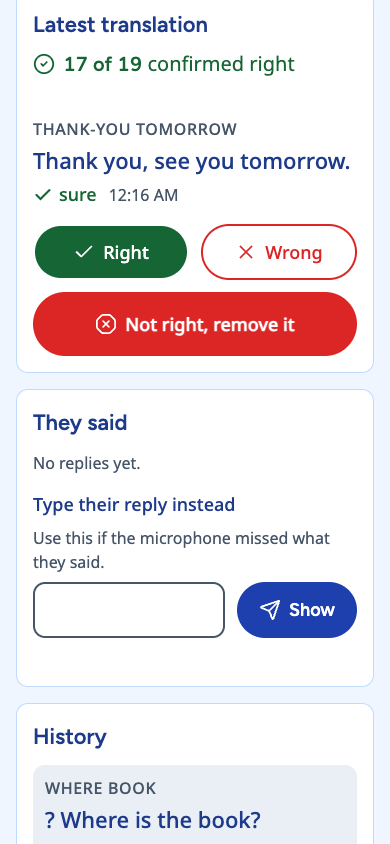 Latest translation
17 of 19 confirmed right
THANK-YOU TOMORROW
Thank you, see you tomorrow.
sure 12:16 AM
Right
Wrong
Not right, remove it
They said
No replies yet.
Type their reply instead
Use this if the microphone missed what
they said.
Show
History
WHERE BOOK
? Where is the book?